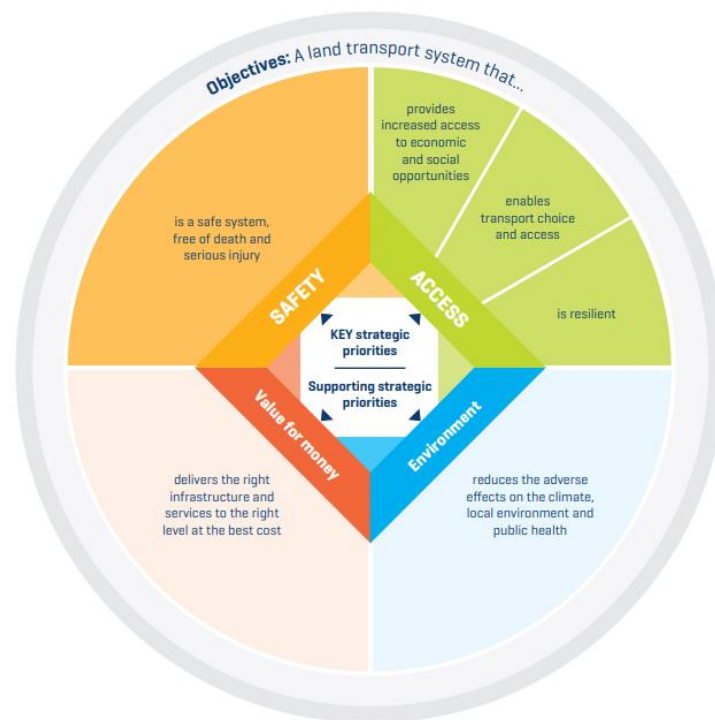 Objectives: A land transport system that...
provides
increased access
to economic
and social
opportunities
enables
transport choice
and access
is resilient
is a safe system,
free of death and
serious injury
SAFETY
ACCESS
KEY strategic
priorities
Supporting strategic
priorities
Value for money
Environment
delivers the right
infrastructure and
services to the right
level at the best cost
reduces the adverse
effects on the climate,
local environment and
public health